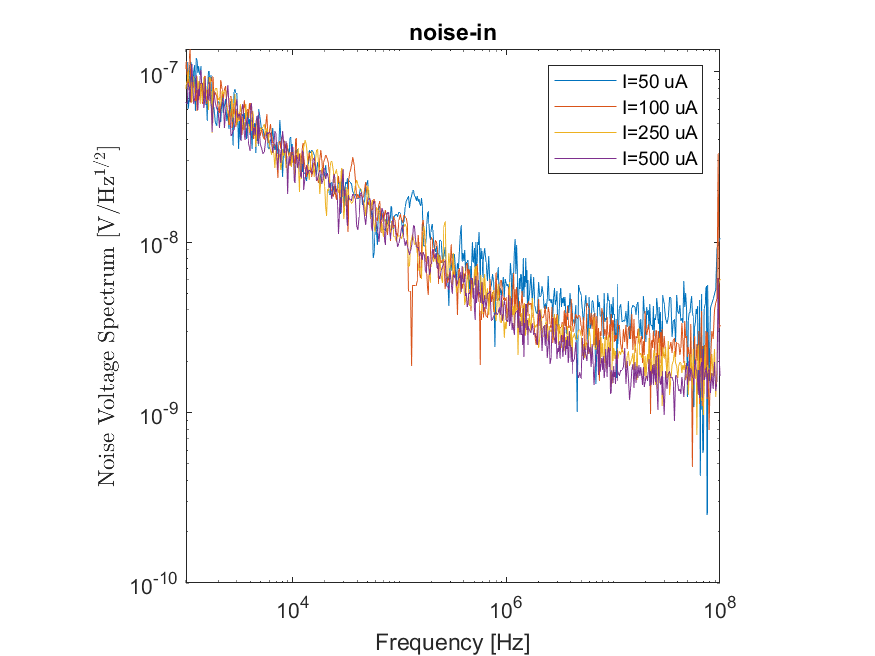 noise-in
I=50 uA
I=100 uA
I=250 uA
I=500 uA
Noise Voltage Spectrum [V/Hz^{1/2}]
10^{-7}
10^{-8}
10^{-9}
10^{-10}
10^{4}
10^{6}
10^{8}
Frequency [Hz]